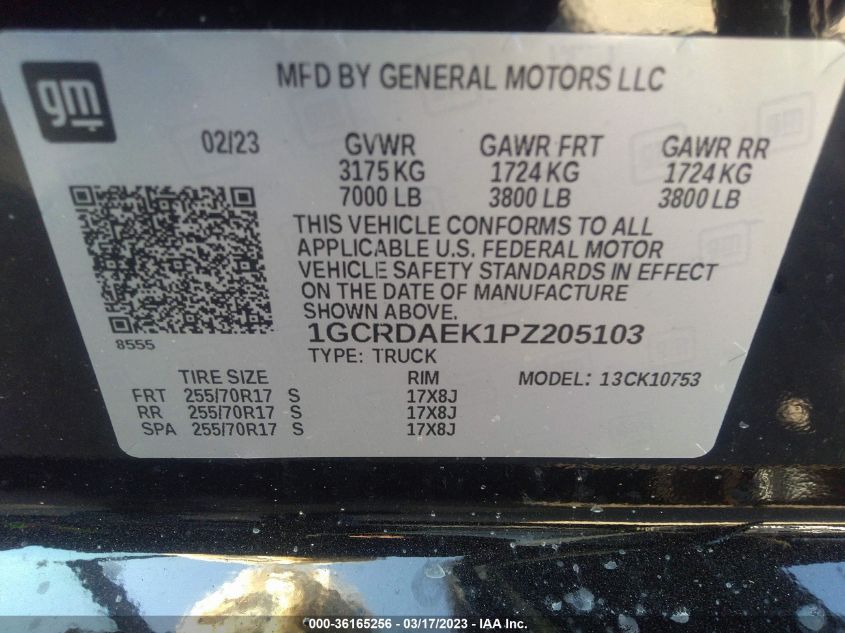 gm
MFD BY GENERAL MOTORS LLC
02/23 GVWR GAWR FRT GAWR RR
3175 KG 1724 KG 1724 KG
7000 LB 3800 LB 3800 LB
THIS VEHICLE CONFORMS TO ALL
APPLICABLE U.S. FEDERAL MOTOR
VEHICLE SAFETY STANDARDS IN EFFECT
ON THE DATE OF MANUFACTURE
SHOWN ABOVE.
8555
1GCRDAEK1PZ205103
TYPE: TRUCK
TIRE SIZE RIM MODEL: 13CK10753
FRT 255/70R17 S 17X8J
RR 255/70R17 S 17X8J
SPA 255/70R17 S 17X8J
000-36165256 - 03/17/2023 - IAA Inc.